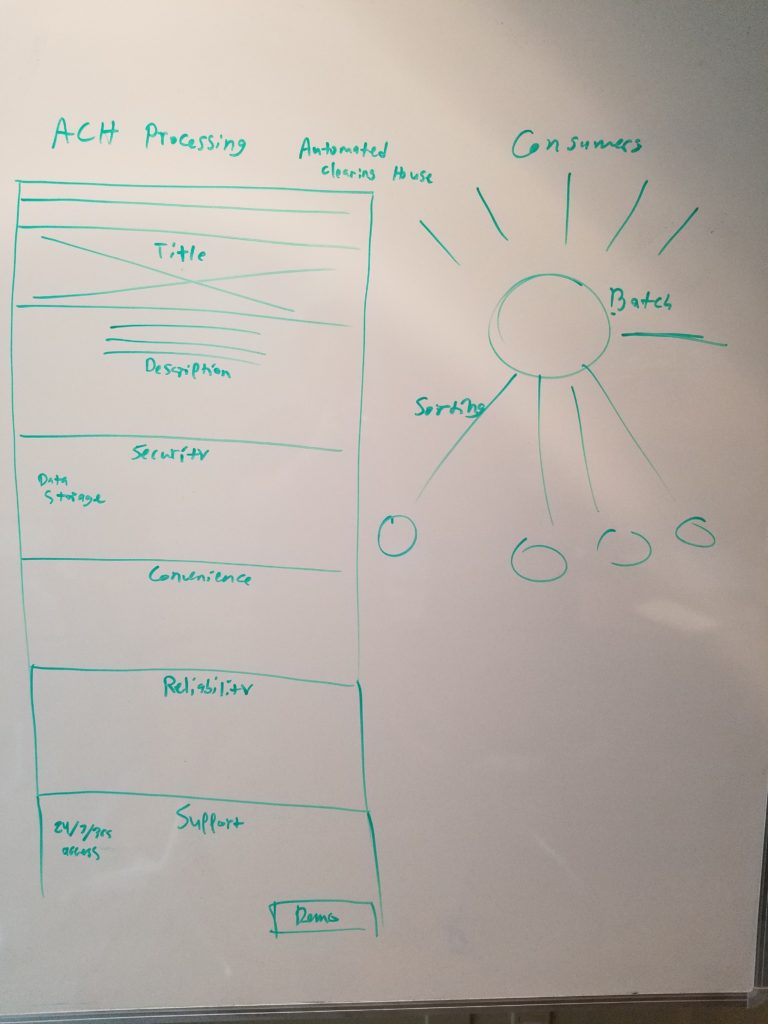 ACH Processing
Automated
clearing House
Title
Description
Security
Data
Storage
Convenience
Reliability
Support
24/7/365
access
Demo
Consumers
Batch
Sorting